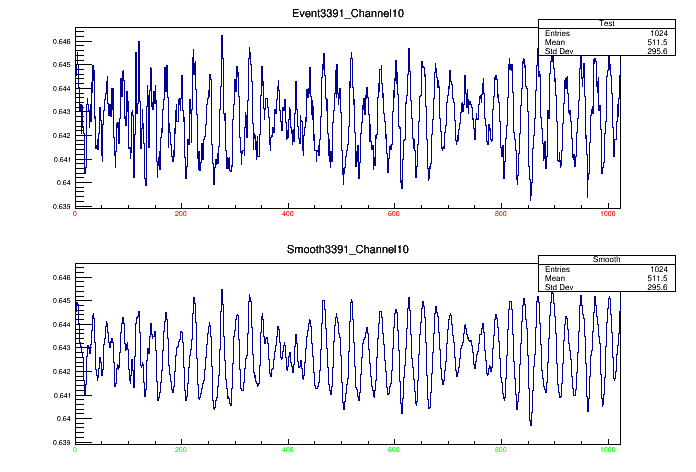 Event3391_Channel10
Test
Entries 1024
Mean 511.5
Std Dev 295.6
0.646
0.645
0.644
0.643
0.642
0.641
0.64
0.639
0 200 400 600 800 1000
Smooth3391_Channel10
Smooth
Entries 1024
Mean 511.5
Std Dev 295.6
0.646
0.645
0.644
0.643
0.642
0.641
0.64
0.639
0 200 400 600 800 1000